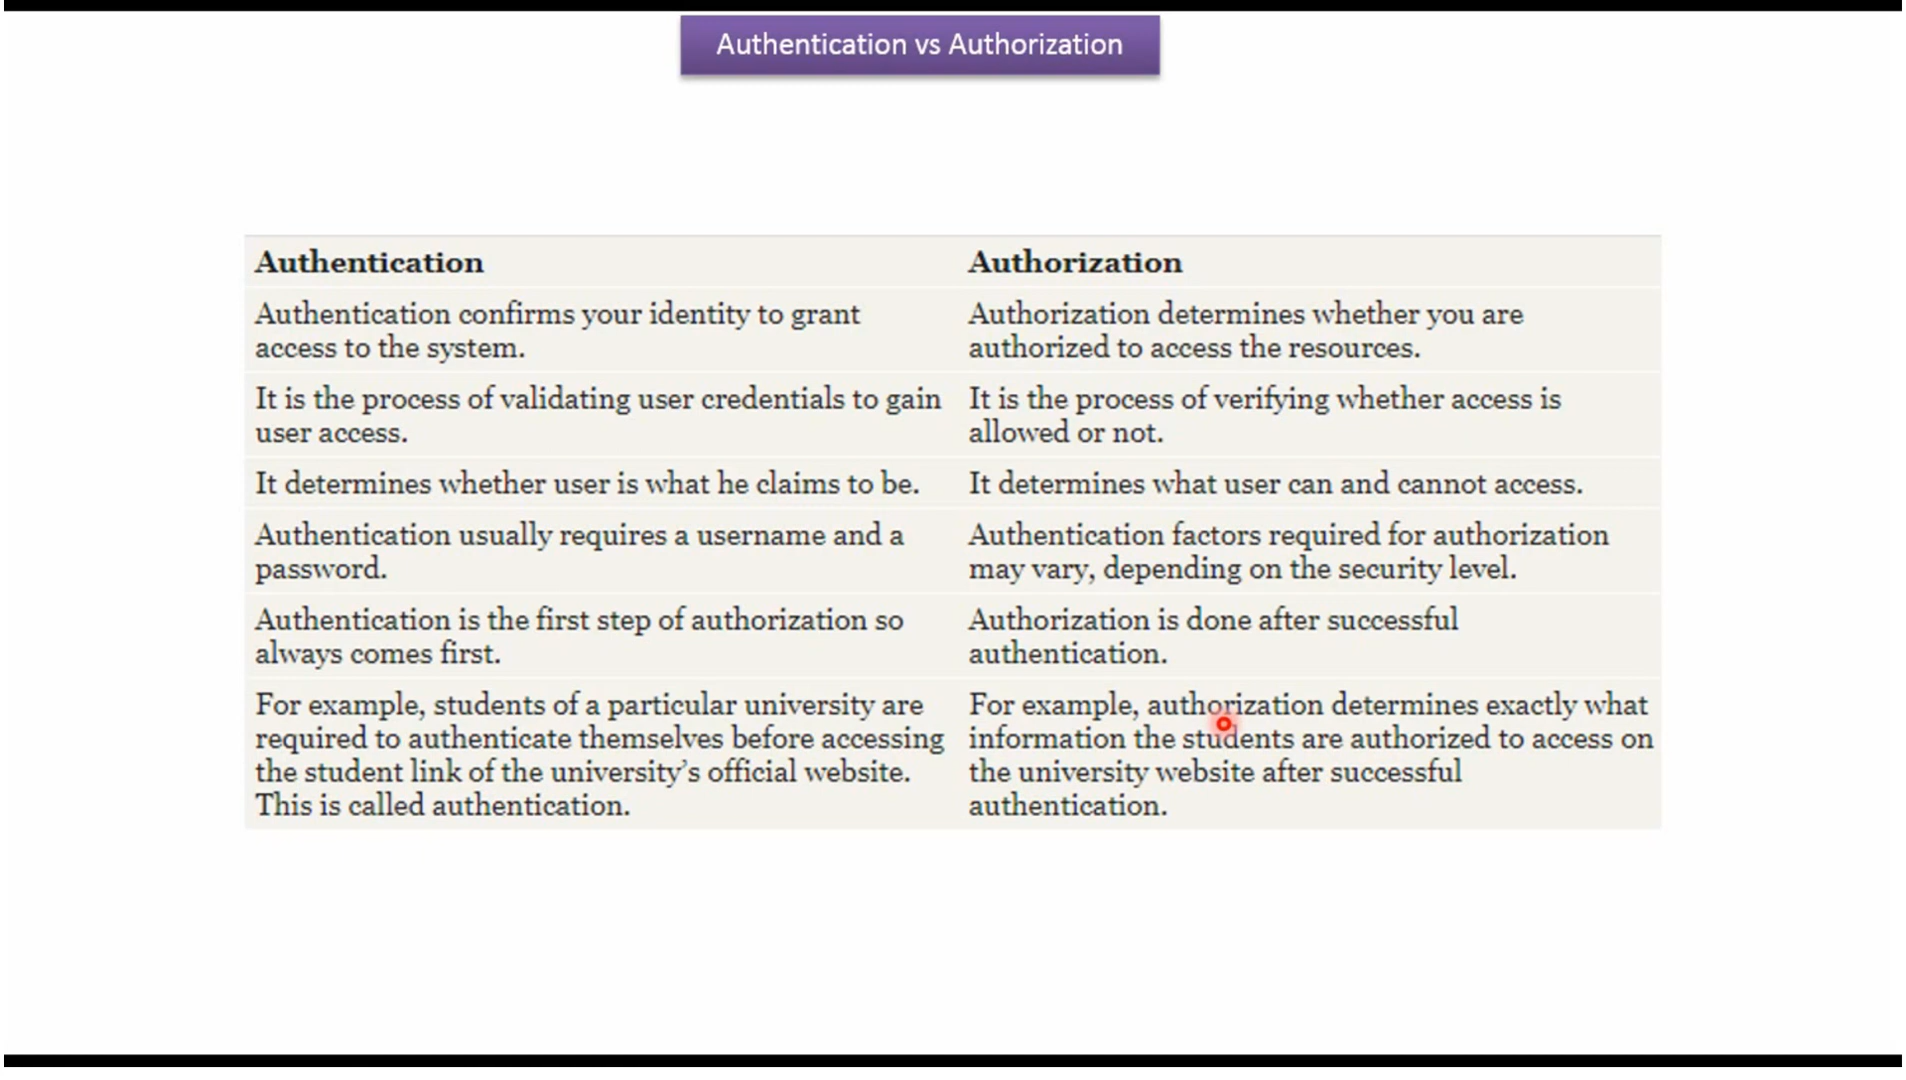 Authentication vs Authorization
Authentication
Authorization
Authentication confirms your identity to grant
access to the system.
Authorization determines whether you are
authorized to access the resources.
It is the process of validating user credentials to gain
user access.
It is the process of verifying whether access is
allowed or not.
It determines whether user is what he claims to be.
It determines what user can and cannot access.
Authentication usually requires a username and a
password.
Authentication factors required for authorization
may vary, depending on the security level.
Authentication is the first step of authorization so
always comes first.
Authorization is done after successful
authentication.
For example, students of a particular university are
required to authenticate themselves before accessing
the student link of the university's official website.
This is called authentication.
For example, authorization determines exactly what
information the students are authorized to access on
the university website after successful
authentication.